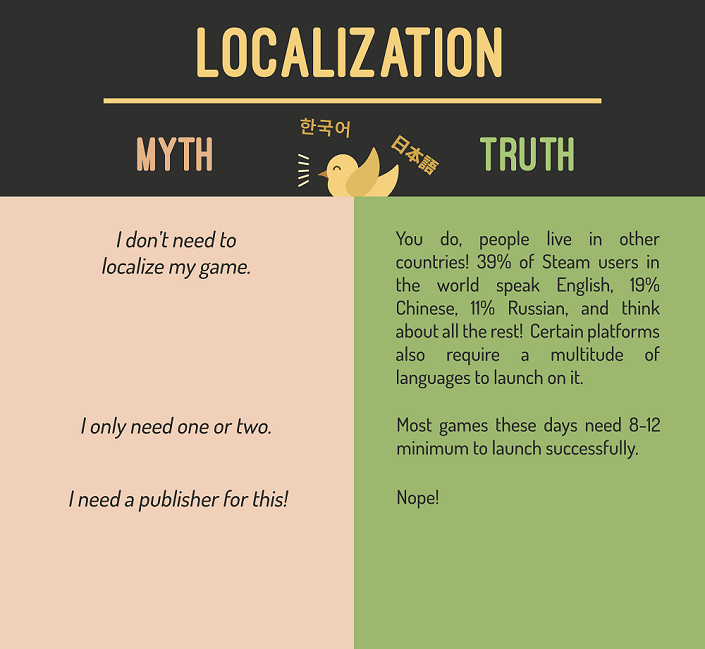 LOCALIZATION
MYTH
한국어
日本語
TRUTH
I don't need to
localize my game.
You do, people live in other
countries! 39% of Steam users in
the world speak English, 19%
Chinese, 11% Russian, and think
about all the rest! Certain platforms
also require a multitude of
languages to launch on it.
I only need one or two.
Most games these days need 8-12
minimum to launch successfully.
I need a publisher for this!
Nope!